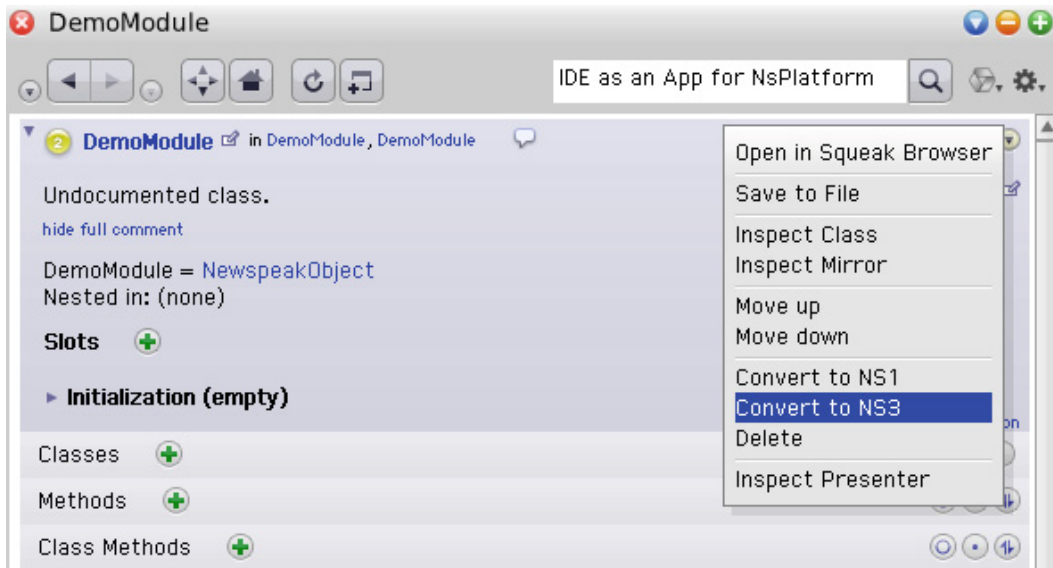 DemoModule
IDE as an App for NsPlatform
2 DemoModule in DemoModule, DemoModule
Undocumented class.
hide full comment
DemoModule = NewspeakObject
Nested in: (none)
Slots
Initialization (empty)
Classes
Methods
Class Methods
Open in Squeak Browser
Save to File
Inspect Class
Inspect Mirror
Move up
Move down
Convert to NS1
Convert to NS3
Delete
Inspect Presenter
on